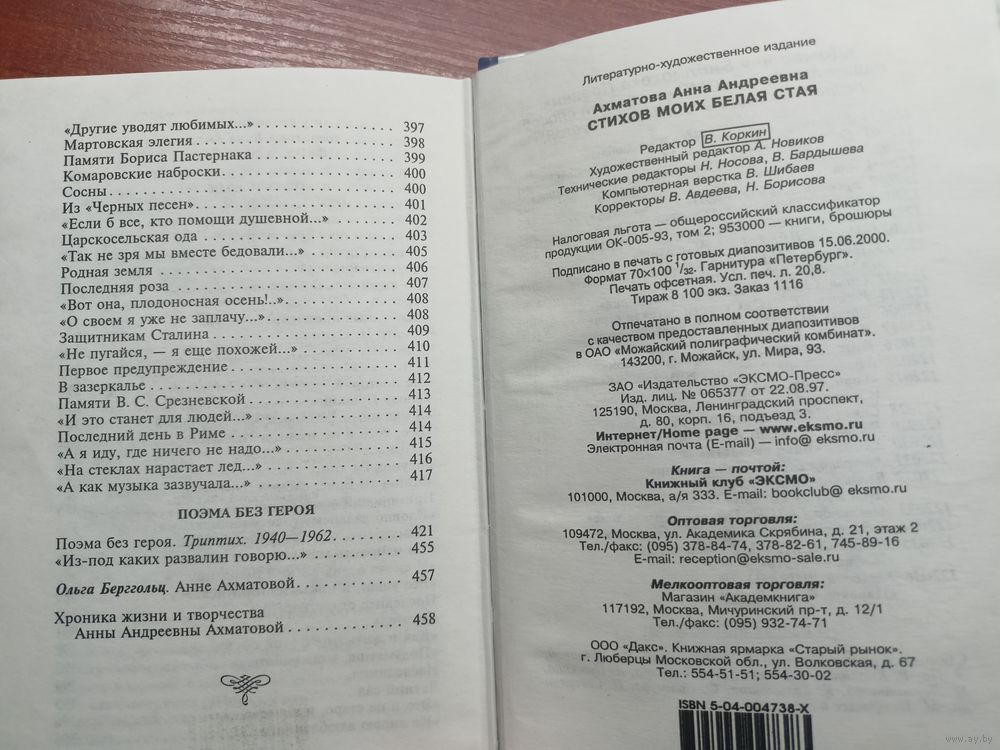 «Другие уводят любимых...» . . . . . . . . . . . . . . . . 397
Мартовская элегия . . . . . . . . . . . . . . . . 398
Памяти Бориса Пастернака . . . . . . . . . . . . . . . . 399
Комаровские наброски . . . . . . . . . . . . . . . . 400
Сосны . . . . . . . . . . . . . . . . 400
Из «Черных песен» . . . . . . . . . . . . . . . . 401
«Если б все, кто помощи душевной...» . . . . . . . . 402
Царскосельская ода . . . . . . . . . . . . . . . . 403
«Так не зря мы вместе бедовали...» . . . . . . . . . . 405
Родная земля . . . . . . . . . . . . . . . . 406
Последняя роза . . . . . . . . . . . . . . . . 407
«Вот она, плодоносная осень!..» . . . . . . . . . . . . 408
«О своем я уже не заплачу...» . . . . . . . . . . . . 408
Защитникам Сталина . . . . . . . . . . . . . . . . 409
«Не пугайся, — я еще похожей...» . . . . . . . . . . 410
Первое предупреждение . . . . . . . . . . . . . . . . 411
В зазеркалье . . . . . . . . . . . . . . . . 412
Памяти В. С. Срезневской . . . . . . . . . . . . . . . . 413
«И это станет для людей...» . . . . . . . . . . . . . . 414
Последний день в Риме . . . . . . . . . . . . . . . . 414
«А я иду, где ничего не надо...» . . . . . . . . . . . . 415
«На стеклах нарастает лед...» . . . . . . . . . . . . . . 416
«А как музыка зазвучала...» . . . . . . . . . . . . . . 417
ПОЭМА БЕЗ ГЕРОЯ
Поэма без героя. Триптих. 1940—1962. . . . . . . . . 421
«Из-под каких развалин говорю...» . . . . . . . . . . 455
Ольга Берггольц. Анне Ахматовой . . . . . . . . . . . . 457
Хроника жизни и творчества
Анны Андреевны Ахматовой . . . . . . . . . . . . . . 458
Литературно-художественное издание
Ахматова Анна Андреевна
СТИХОВ МОИХ БЕЛАЯ СТАЯ
Редактор В. Коркин
Художественный редактор А. Новиков
Технические редакторы Н. Носова, В. Бардышева
Компьютерная верстка В. Шибаев
Корректоры В. Авдеева, Н. Борисова
Налоговая льгота — общероссийский классификатор
продукции ОК-005-93, том 2; 953000 — книги, брошюры
Подписано в печать с готовых диапозитивов 15.06.2000.
Формат 70×100 1/32. Гарнитура «Петербург».
Печать офсетная. Усл. печ. л. 20,8.
Тираж 8 100 экз. Заказ 1116
Отпечатано в полном соответствии
с качеством предоставленных диапозитивов
в ОАО «Можайский полиграфический комбинат».
143200, г. Можайск, ул. Мира, 93.
ЗАО «Издательство «ЭКСМО-Пресс»
Изд. лиц. № 065377 от 22.08.97.
125190, Москва, Ленинградский проспект,
д. 80, корп. 16, подъезд 3.
Интернет/Home page — www.eksmo.ru
Электронная почта (E-mail) — info@ eksmo.ru
Книга — почтой:
Книжный клуб «ЭКСМО»
101000, Москва, а/я 333. E-mail: bookclub@ eksmo.ru
Оптовая торговля:
109472, Москва, ул. Академика Скрябина, д. 21, этаж 2
Тел./факс: (095) 378-84-74, 378-82-61, 745-89-16
E-mail: reception@eksmo-sale.ru
Мелкооптовая торговля:
Магазин «Академкнига»
117192, Москва, Мичуринский пр-т, д. 12/1
Тел./факс: (095) 932-74-71
ООО «Дакс». Книжная ярмарка «Старый рынок».
г. Люберцы Московской обл., ул. Волковская, д. 67
Тел.: 554-51-51; 554-30-02
ISBN 5-04-004738-X
www.ay.by